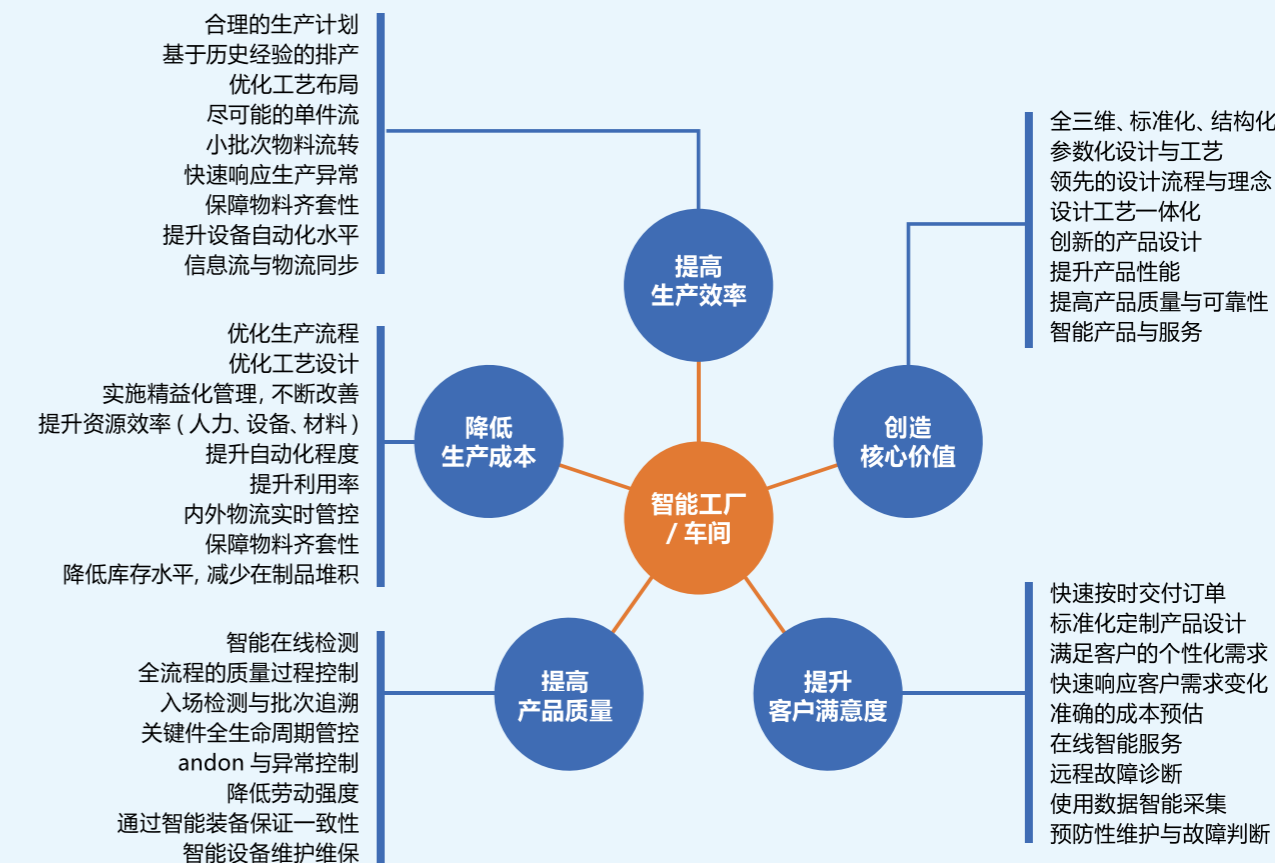 合理的生产计划
基于历史经验的排产
优化工艺布局
尽可能的单件流
小批次物料流转
快速响应生产异常
保障物料齐套性
提升设备自动化水平
信息流与物流同步
提高
生产效率
全三维、标准化、结构化
参数化设计与工艺
领先的设计流程与理念
设计工艺一体化
创新的产品设计
提升产品性能
提高产品质量与可靠性
智能产品与服务
创造
核心价值
优化生产流程
优化工艺设计
实施精益化管理, 不断改善
提升资源效率 ( 人力、设备、材料 )
提升自动化程度
提升利用率
内外物流实时管控
保障物料齐套性
降低库存水平, 减少在制品堆积
降低
生产成本
智能工厂
/ 车间
智能在线检测
全流程的质量过程控制
入场检测与批次追溯
关键件全生命周期管控
andon 与异常控制
降低劳动强度
通过智能装备保证一致性
智能设备维护维保
提高
产品质量
提升
客户满意度
快速按时交付订单
标准化定制产品设计
满足客户的个性化需求
快速响应客户需求变化
准确的成本预估
在线智能服务
远程故障诊断
使用数据智能采集
预防性维护与故障判断